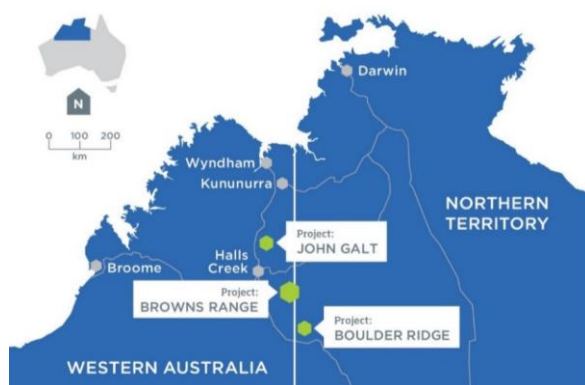 Darwin
N
0 100 200
km
Wyndham
Kununurra
NORTHERN
TERRITORY
Project:
JOHN GALT
Halls
Creek
Broome
Project:
BROWNS RANGE
Project:
BOULDER RIDGE
WESTERN AUSTRALIA